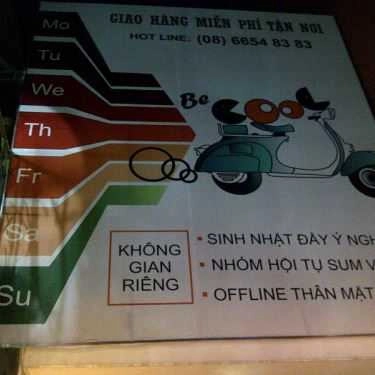 GIAO HÀNG MIỄN PHÍ TẬN NƠI
HOT LINE: (08) 6654 83 83
Mo
Tu
We
Th
Fr
Sa
Su
Be COOL
KHÔNG
GIAN
RIÊNG
• SINH NHẬT ĐẦY Ý
• NHÓM HỘI TỤ SUM
• OFFLINE THÂN MẬT